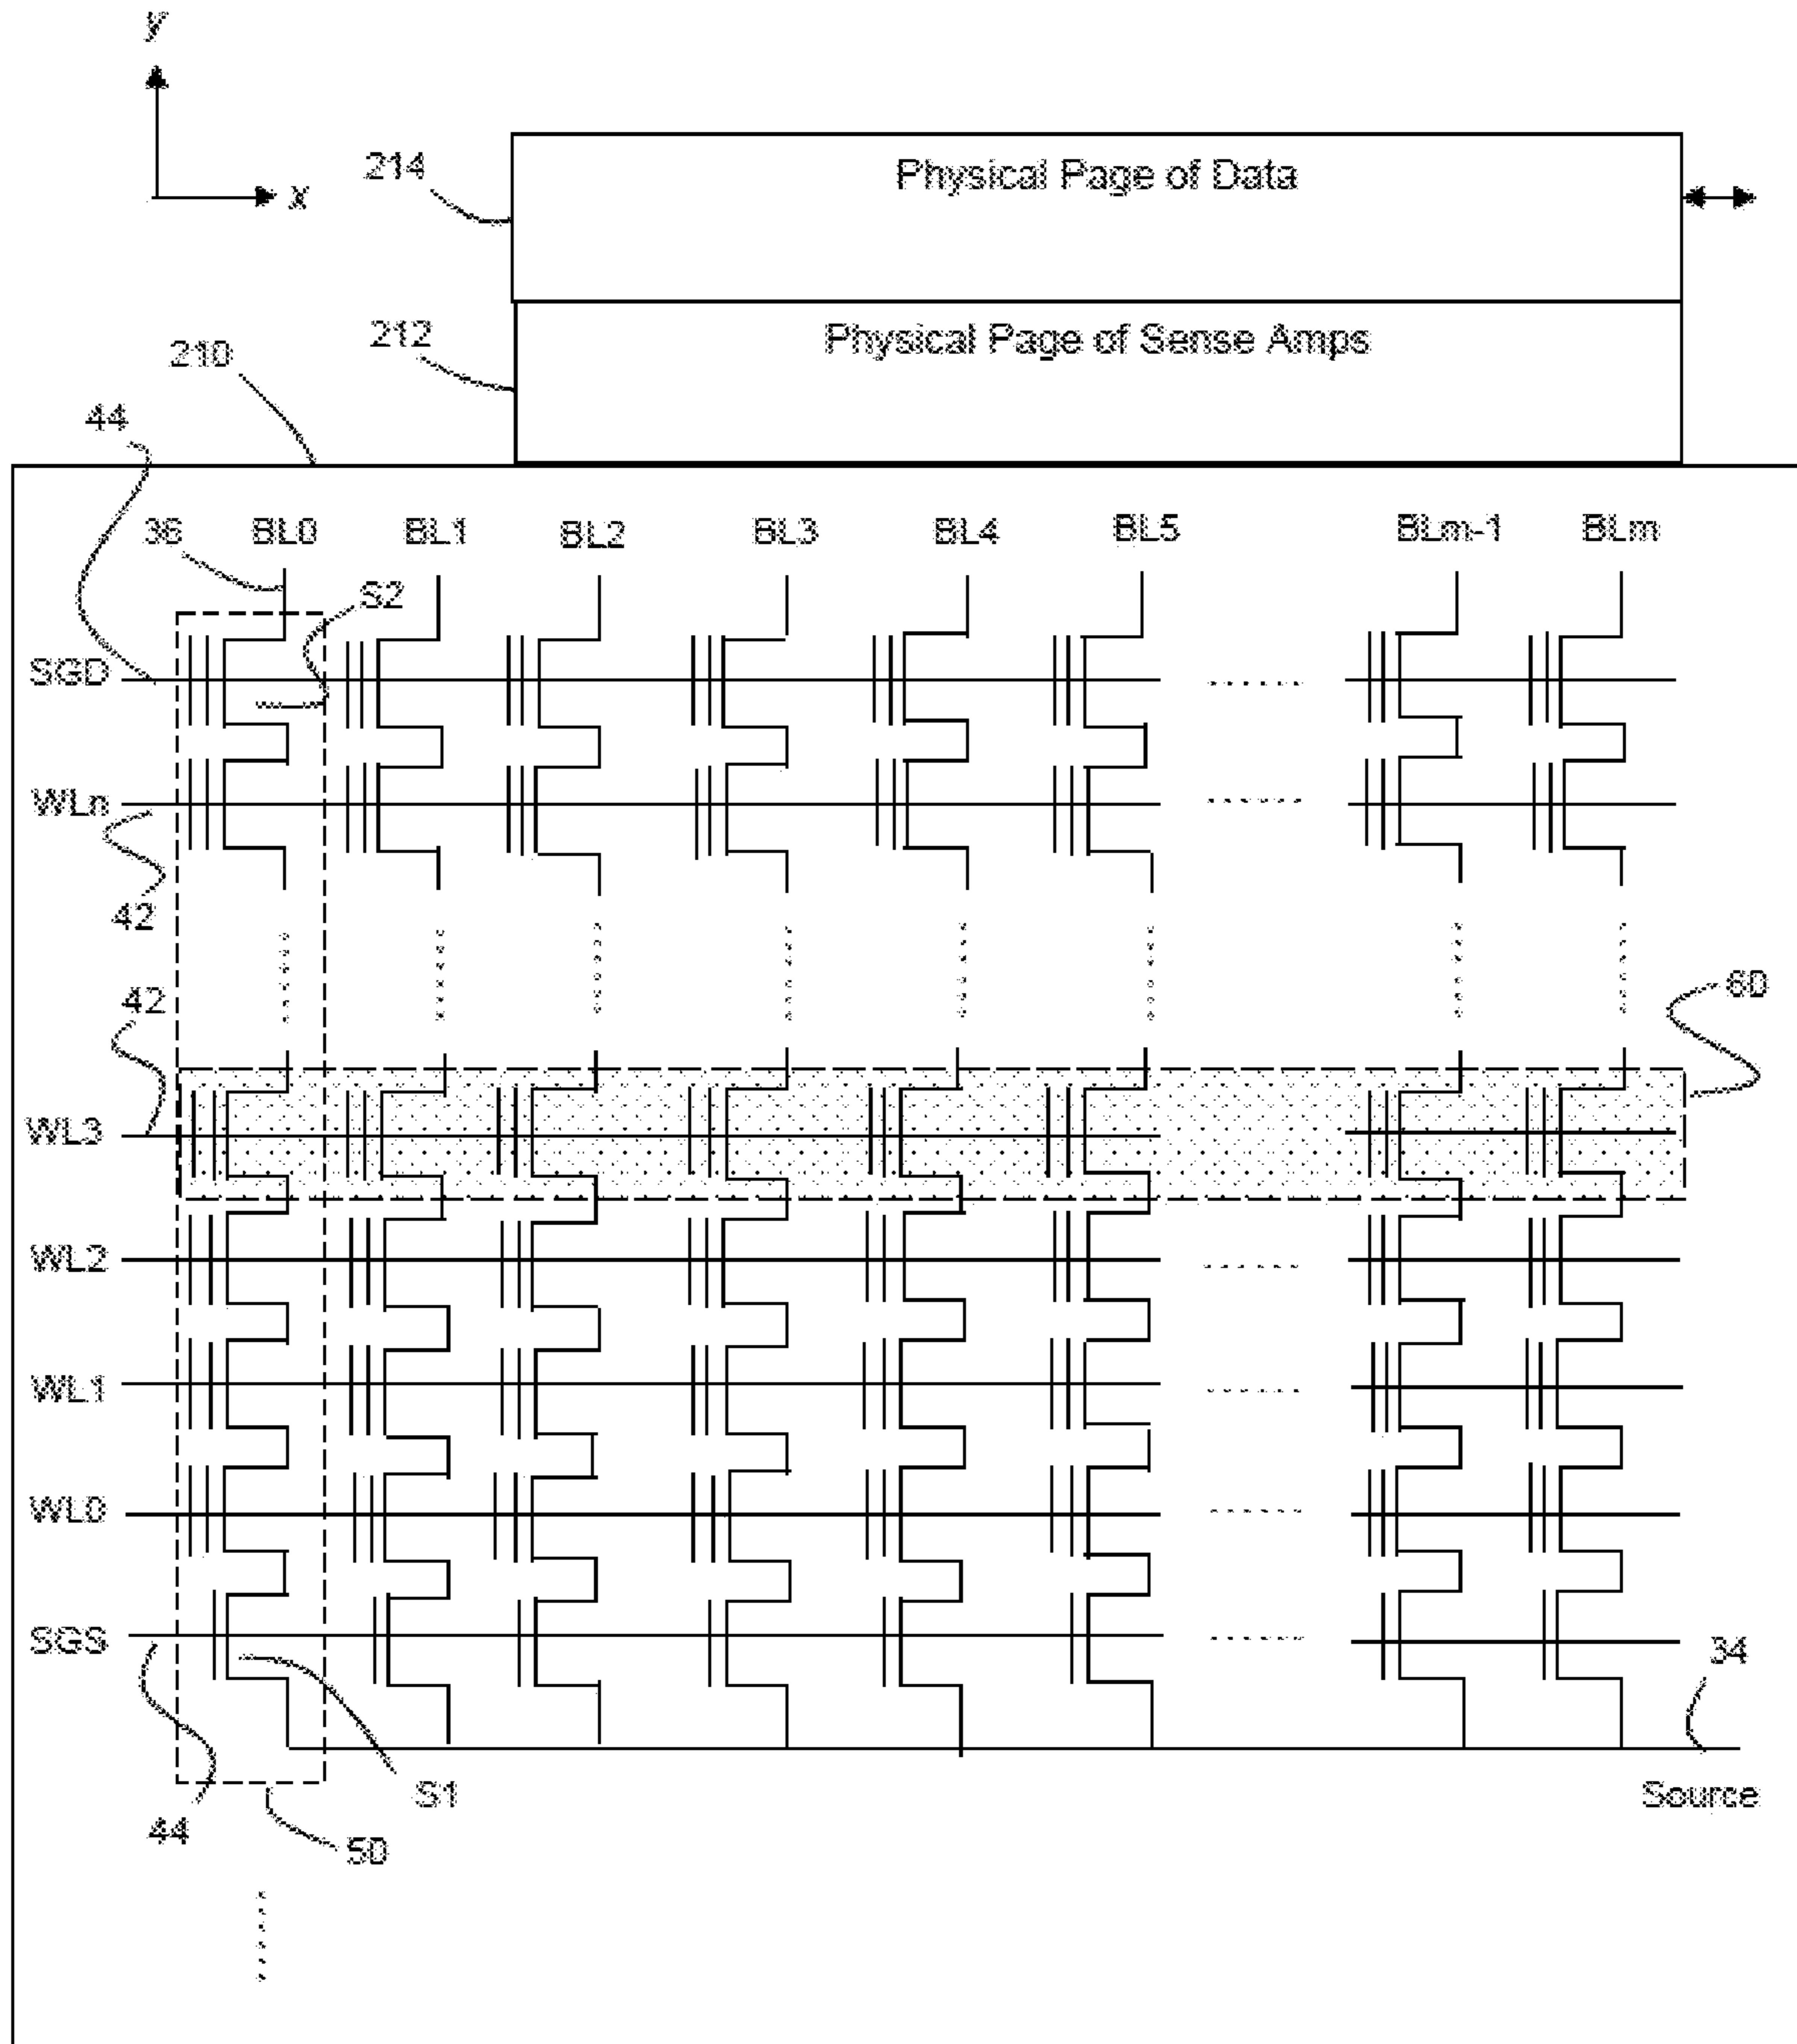 y
x
214
Physical Page of Data
212
Physical Page of Sense Amps
210
44
36
BL0
BL1
BL2
BL3
BL4
BL5
BLm-1
BLm
S2
SGD
WLn
42
42
60
WL3
WL2
WL1
WL0
SGS
34
S1
Source
44
50